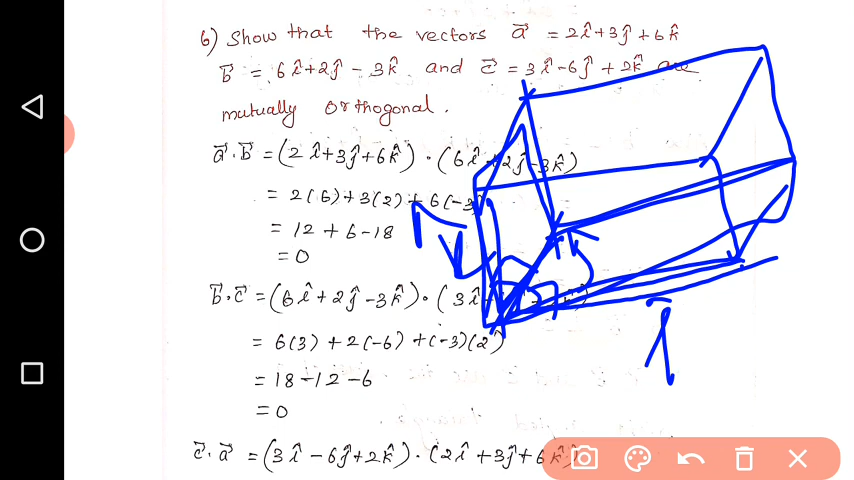 6) Show that the vectors a⃗ = 2î+3ĵ+6k̂
b⃗ = 6î+2ĵ-3k̂ and c⃗ = 3î-6ĵ+2k̂ are
mutually orthogonal.
a⃗·b⃗ = (2î+3ĵ+6k̂)·(6î+2ĵ-3k̂)
= 2(6)+3(2)+6(-3)
= 12+6-18
= 0
b⃗·c⃗ = (6î+2ĵ-3k̂)·(3î
= 6(3)+2(-6)+(-3)(2)
= 18-12-6
= 0
c⃗·a⃗ = (3î-6ĵ+2k̂)·(2î+3ĵ+6k̂)